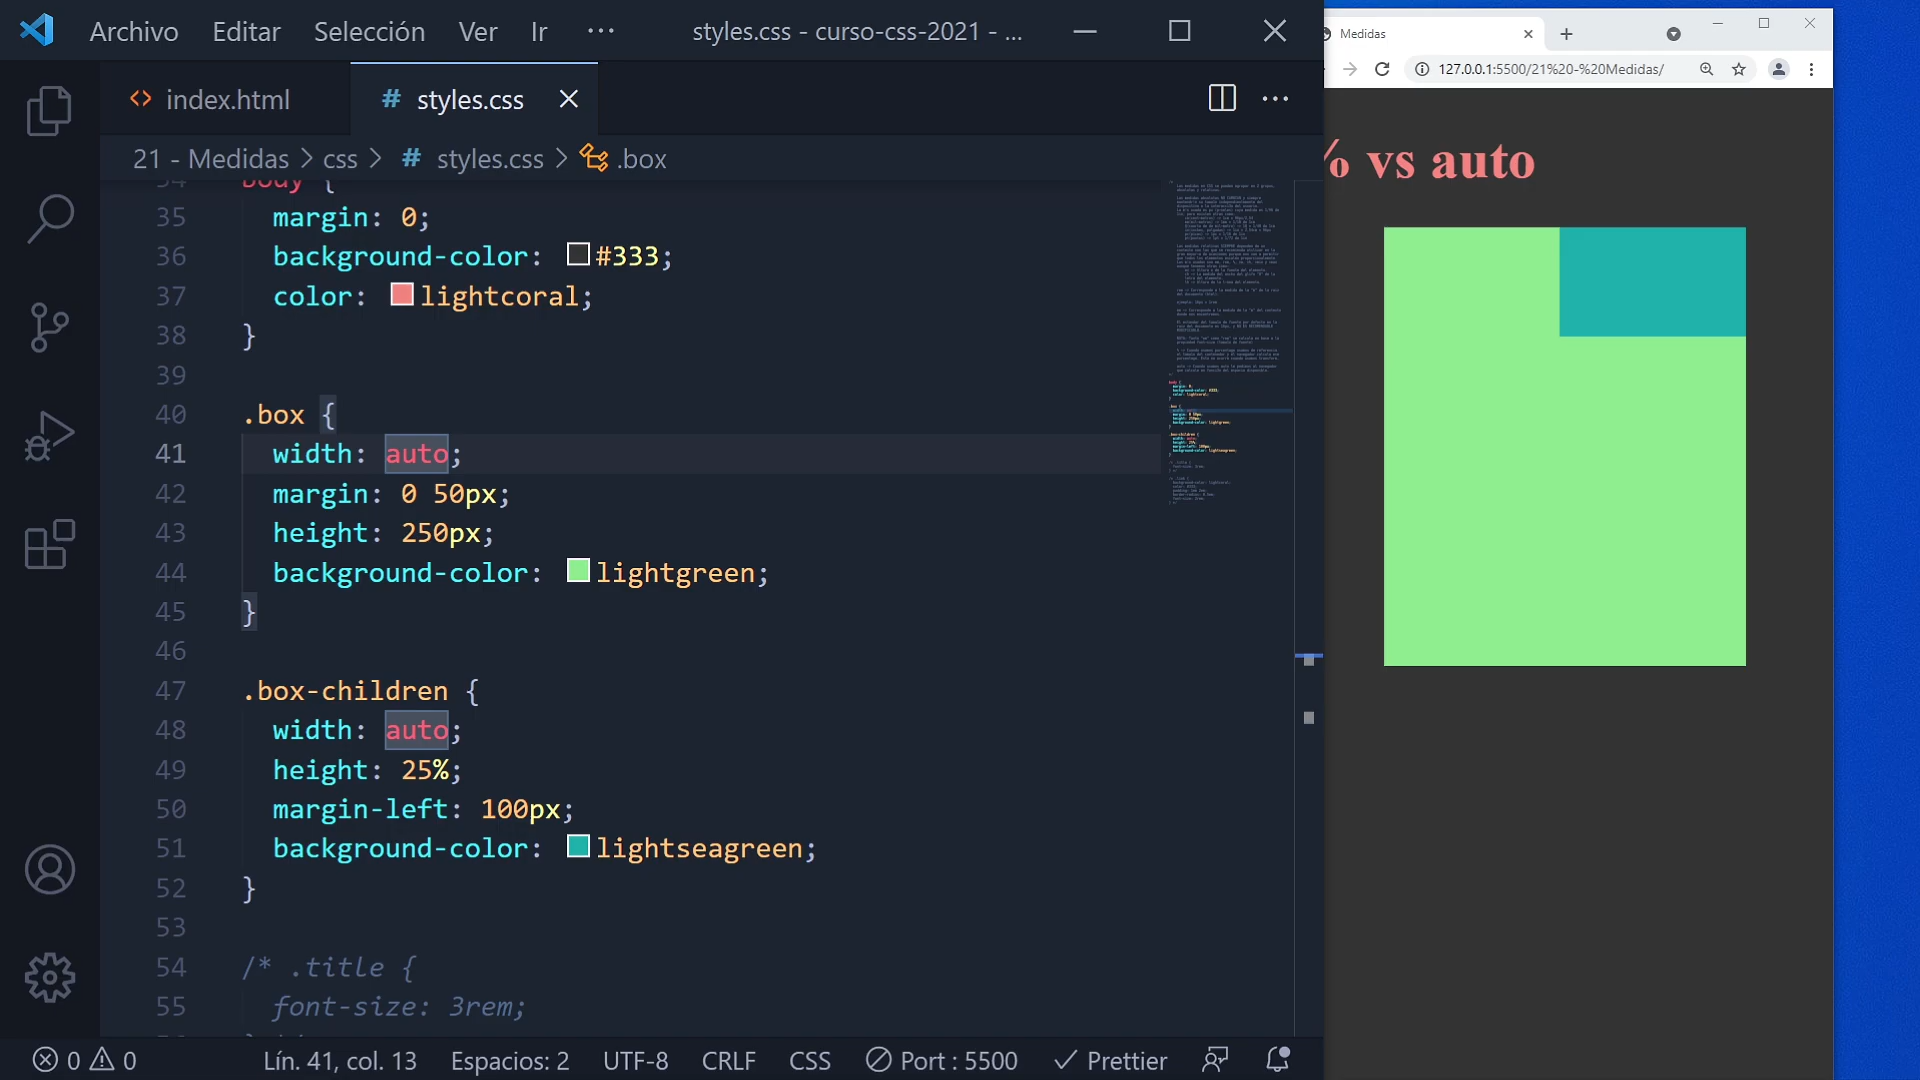 Archivo Editar Selección Ver Ir ··· styles.css - curso-css-2021 - ...
index.html
styles.css
21 - Medidas > css > # styles.css > .box
body {
35 margin: 0;
36 background-color: #333;
37 color: lightcoral;
38 }
39
40 .box {
41 width: auto;
42 margin: 0 50px;
43 height: 250px;
44 background-color: lightgreen;
45 }
46
47 .box-children {
48 width: auto;
49 height: 25%;
50 margin-left: 100px;
51 background-color: lightseagreen;
52 }
53
54 /* .title {
55 font-size: 3rem;
0 0 Lín. 41, col. 13 Espacios: 2 UTF-8 CRLF CSS Port : 5500 Prettier
Medidas
127.0.0.1:5500/21%20-%20Medidas/
% vs auto